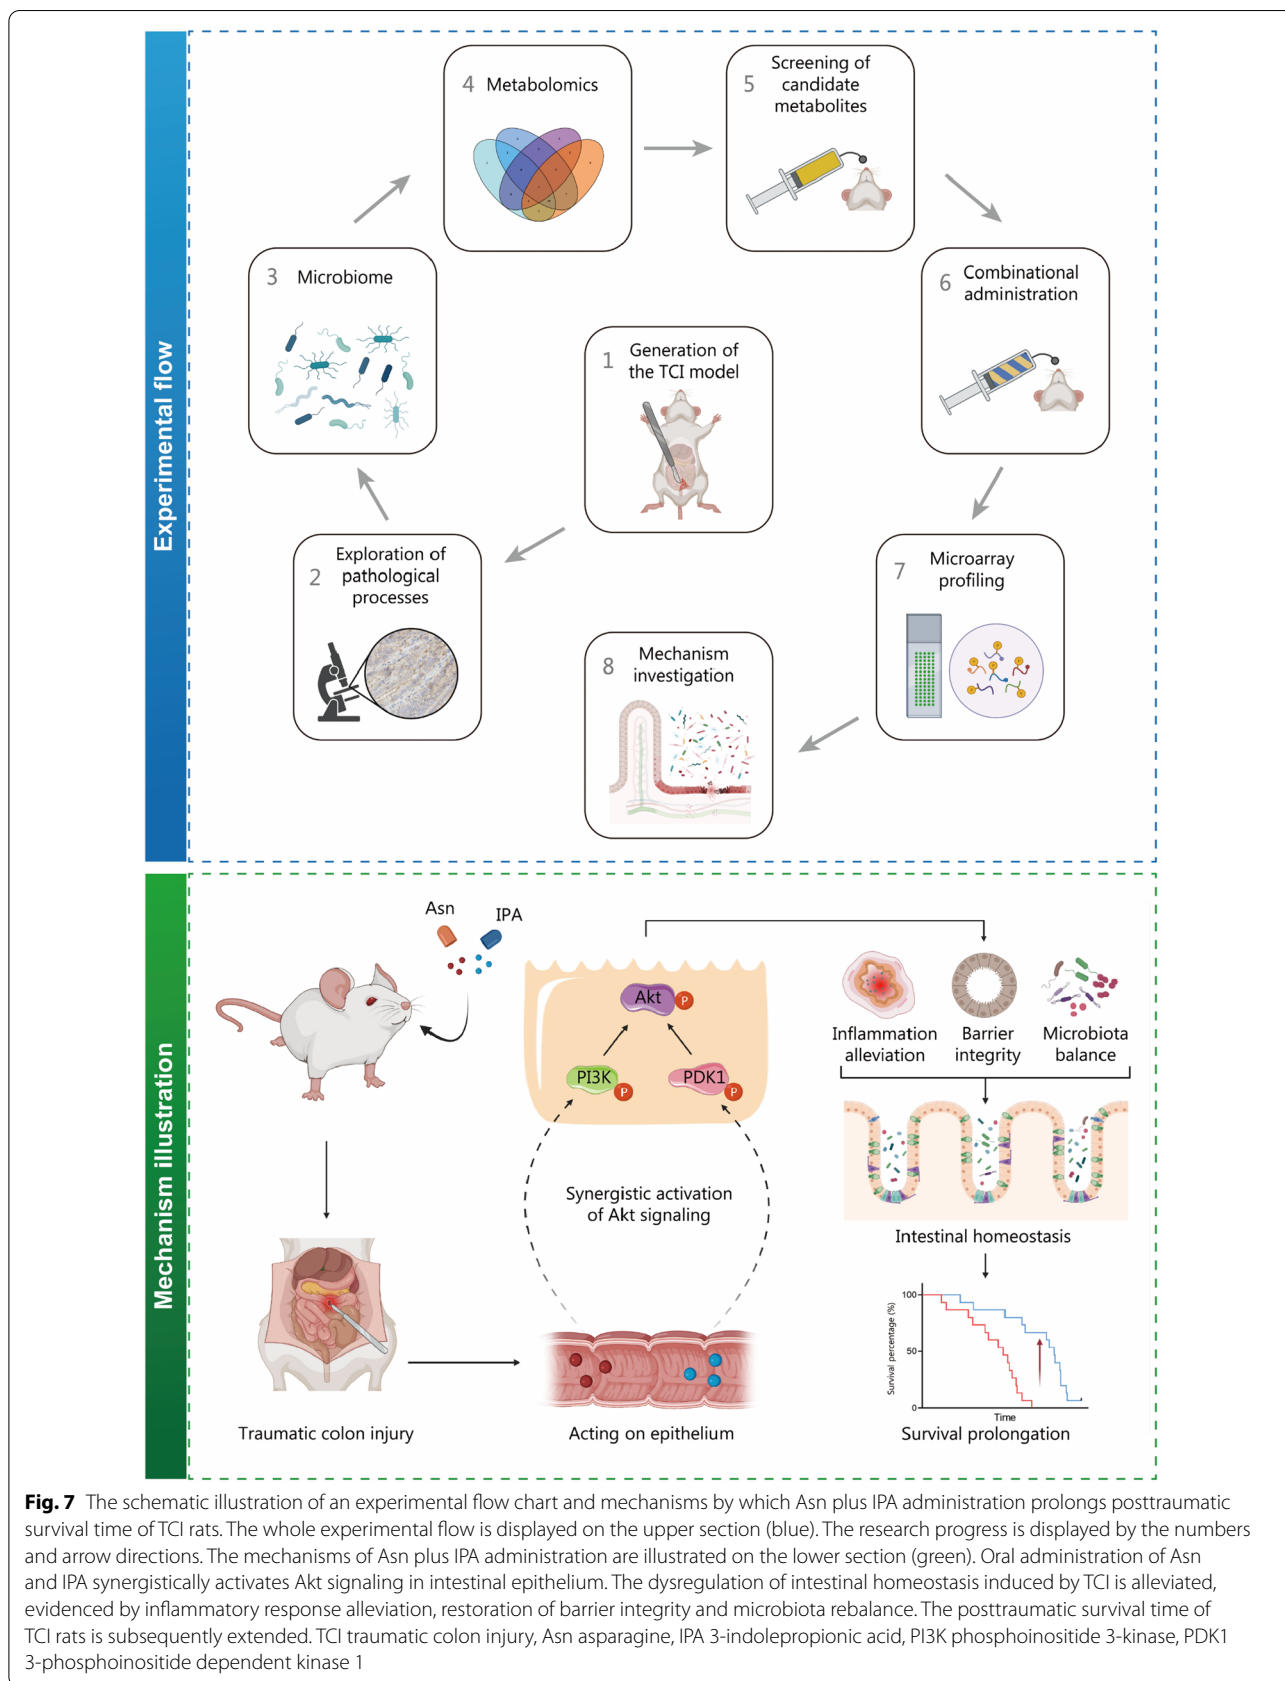 Experimental flow
4 Metabolomics
5 Screening of
candidate
metabolites
3 Microbiome
6 Combinational
administration
1 Generation of
the TCI model
2 Exploration of
pathological
processes
7 Microarray
profiling
8 Mechanism
investigation
Mechanism illustration
Asn
IPA
Akt
P
PI3K
P
PDK1
P
Synergistic activation
of Akt signaling
Traumatic colon injury
Acting on epithelium
Inflammation
alleviation
Barrier
integrity
Microbiota
balance
Intestinal homeostasis
Survival percentage (%)
100
50
0
Time
Survival prolongation
Fig. 7 The schematic illustration of an experimental flow chart and mechanisms by which Asn plus IPA administration prolongs posttraumatic
survival time of TCI rats. The whole experimental flow is displayed on the upper section (blue). The research progress is displayed by the numbers
and arrow directions. The mechanisms of Asn plus IPA administration are illustrated on the lower section (green). Oral administration of Asn
and IPA synergistically activates Akt signaling in intestinal epithelium. The dysregulation of intestinal homeostasis induced by TCI is alleviated,
evidenced by inflammatory response alleviation, restoration of barrier integrity and microbiota rebalance. The posttraumatic survival time of
TCI rats is subsequently extended. TCI traumatic colon injury, Asn asparagine, IPA 3-indolepropionic acid, PI3K phosphoinositide 3-kinase, PDK1
3-phosphoinositide dependent kinase 1